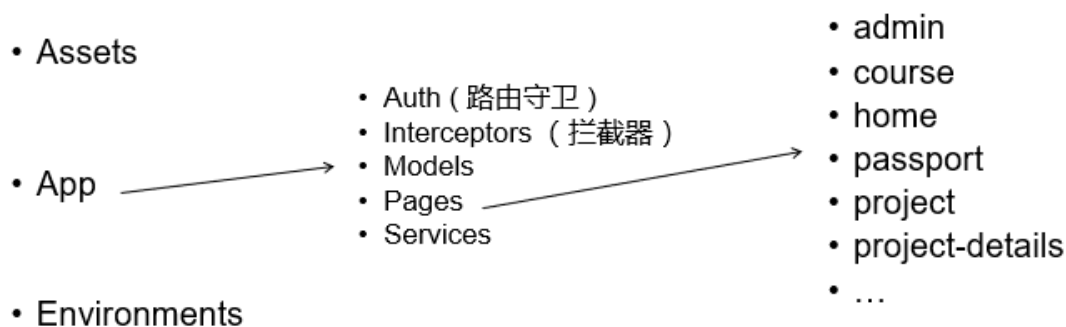 • Assets
• App
• Environments
• Auth ( 路由守卫 )
• Interceptors ( 拦截器 )
• Models
• Pages
• Services
• admin
• course
• home
• passport
• project
• project-details
• …